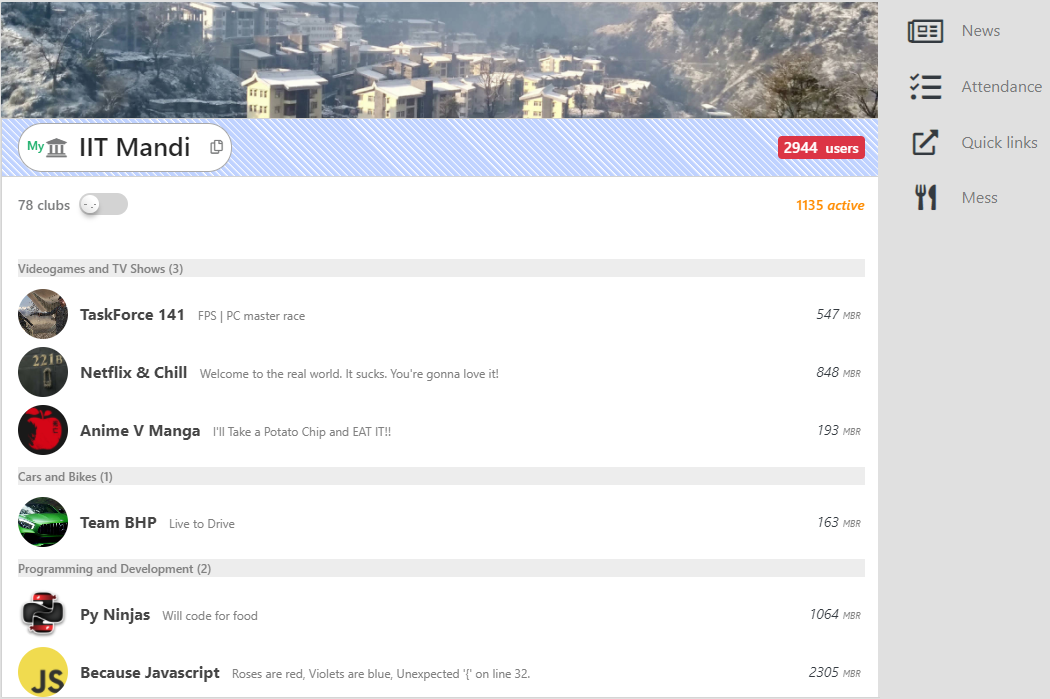 My IIT Mandi 2944 users
78 clubs 1135 active
Videogames and TV Shows (3)
TaskForce 141 FPS | PC master race 547 MBR
221B
Netflix & Chill Welcome to the real world. It sucks. You're gonna love it! 848 MBR
Anime V Manga I'll Take a Potato Chip and EAT IT!! 193 MBR
Cars and Bikes (1)
Team BHP Live to Drive 163 MBR
Programming and Development (2)
Py Ninjas Will code for food 1064 MBR
JS
Because Javascript Roses are red, Violets are blue, Unexpected '{' on line 32. 2305 MBR
News
Attendance
Quick links
Mess